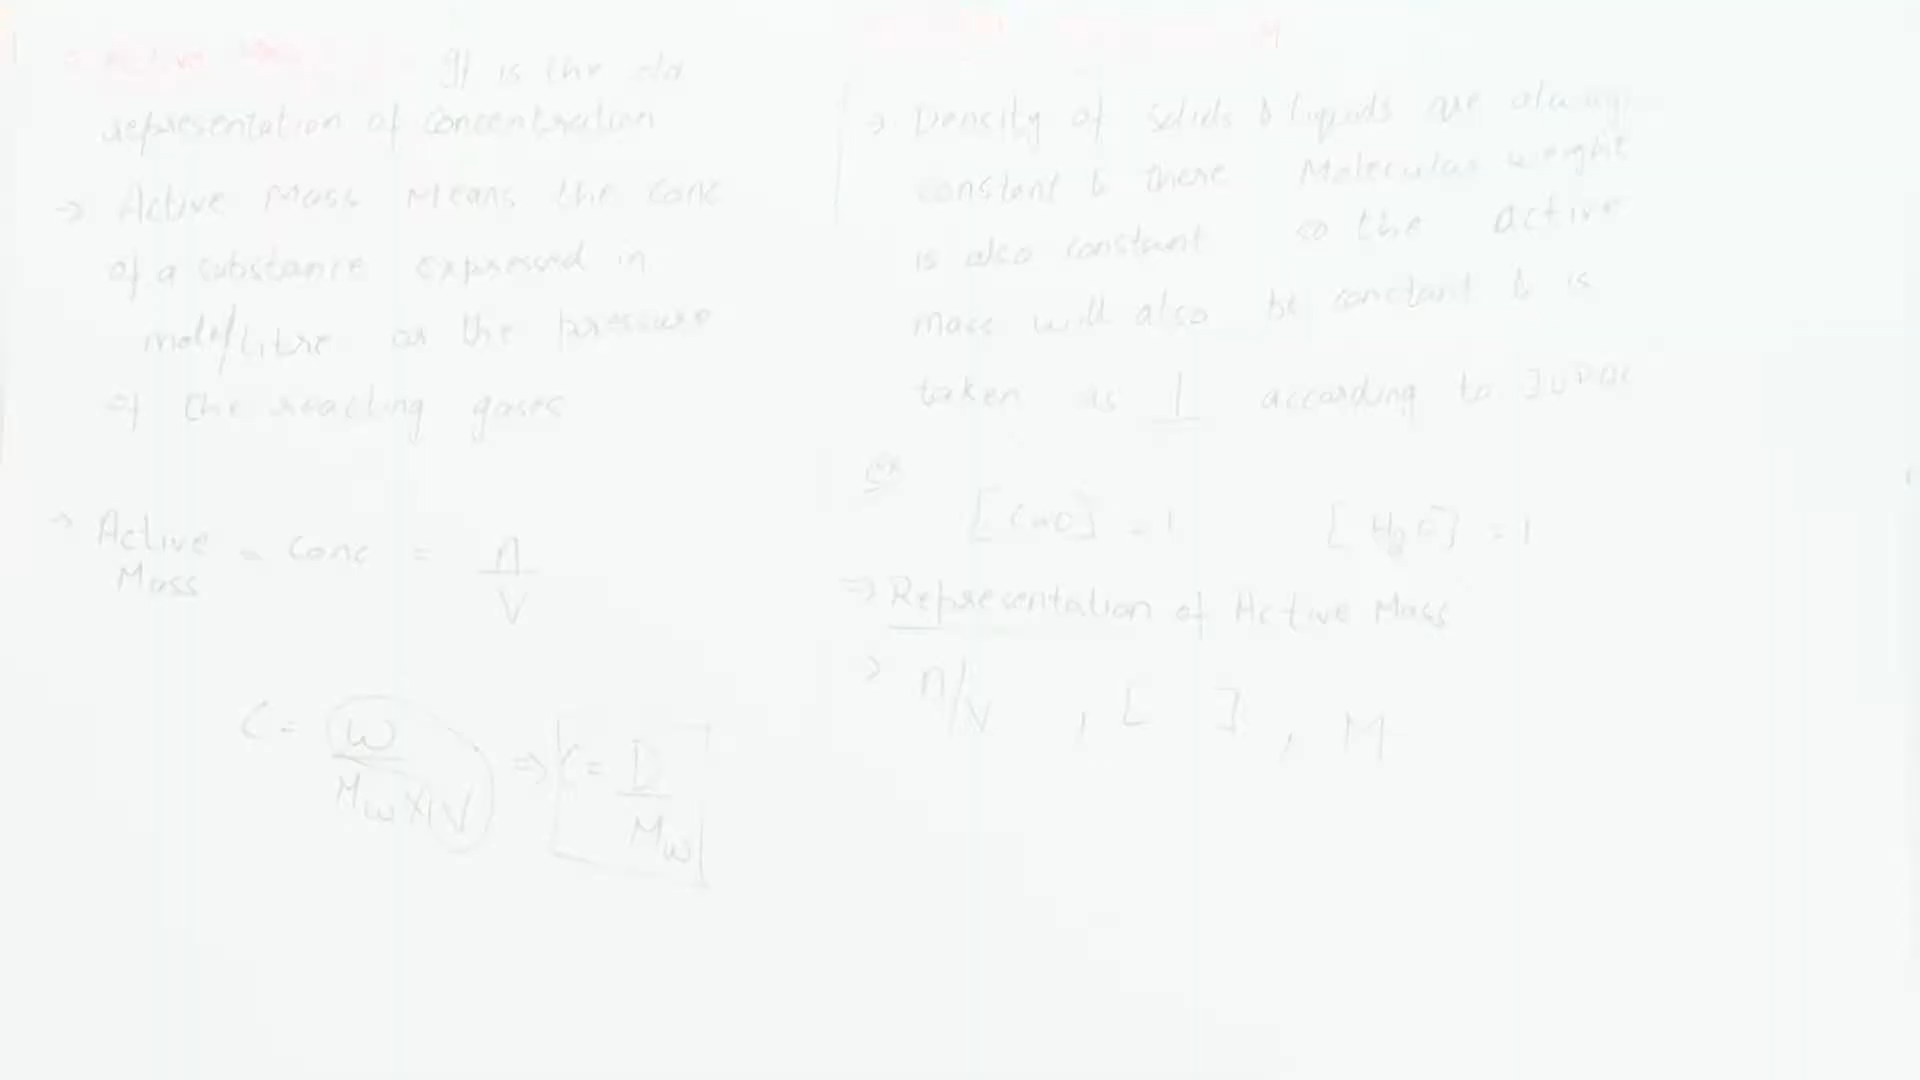 → Active Mass It is the old
representation of concentration
→ Active Mass Means the conc
of a substance expressed in
mole/Litre or the pressure
of the reacting gases
→ Active Mass = Conc = n/V
C = W/Mw×V ⇒ C = D/Mw
→ Density of solids & liquids are always
constant & there Molecular weight
is also constant so the active
mass will also be constant & is
taken as 1 according to IUPAC
ex
[CaO] = 1 [H2O] = 1
⇒ Representation of Active Mass
→ n/V , [ ] , M